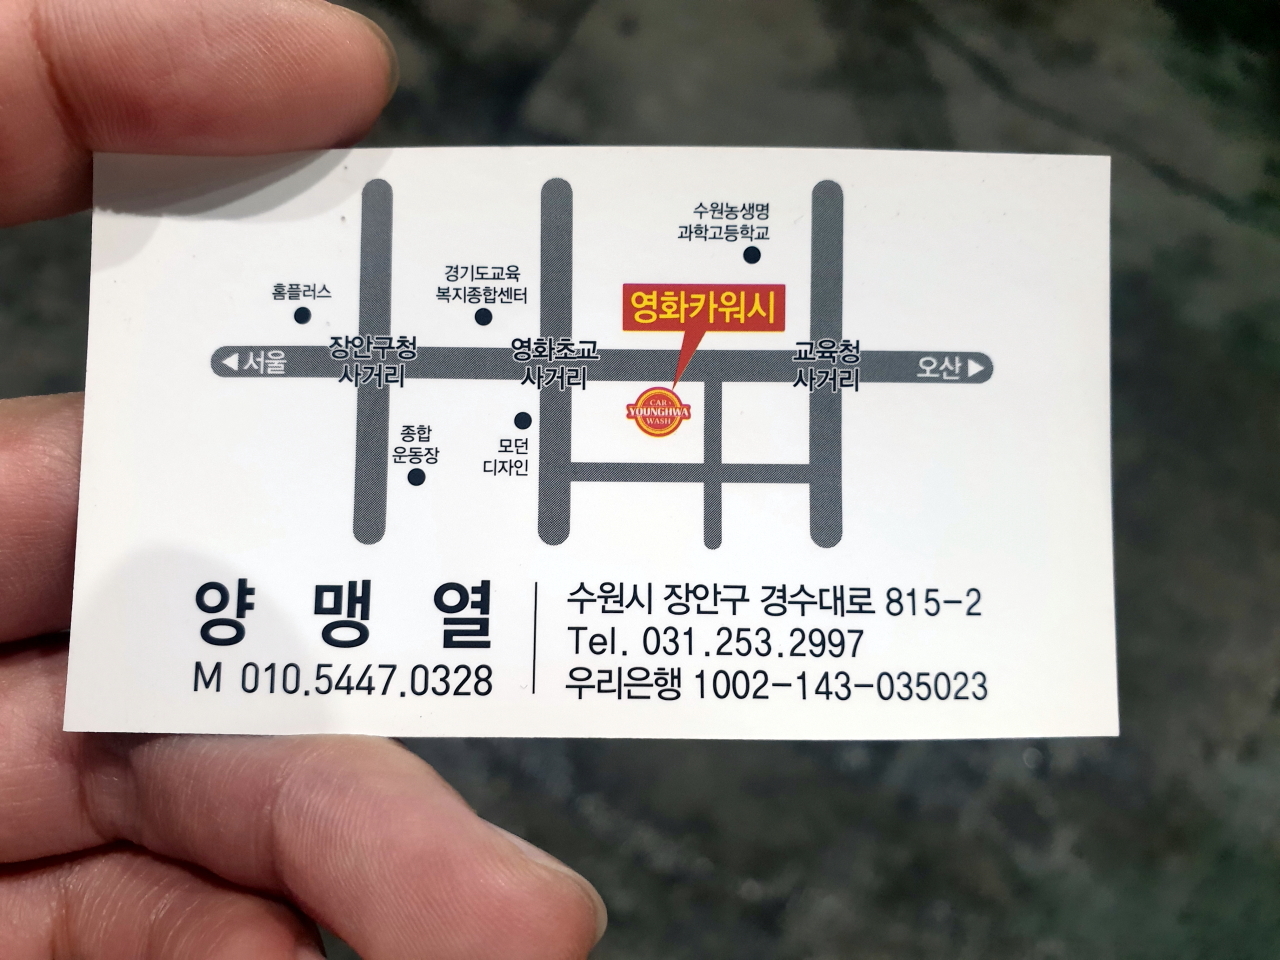 수원농생명
과학고등학교
경기도교육
복지종합센터
홈플러스
영화카워시
◀서울
장안구청
사거리
영화초교
사거리
교육청
사거리
오산▶
CAR
YOUNGHWA
WASH
종합
운동장
모던
디자인
양 맹 열
M 010.5447.0328
수원시 장안구 경수대로 815-2
Tel. 031.253.2997
우리은행 1002-143-035023